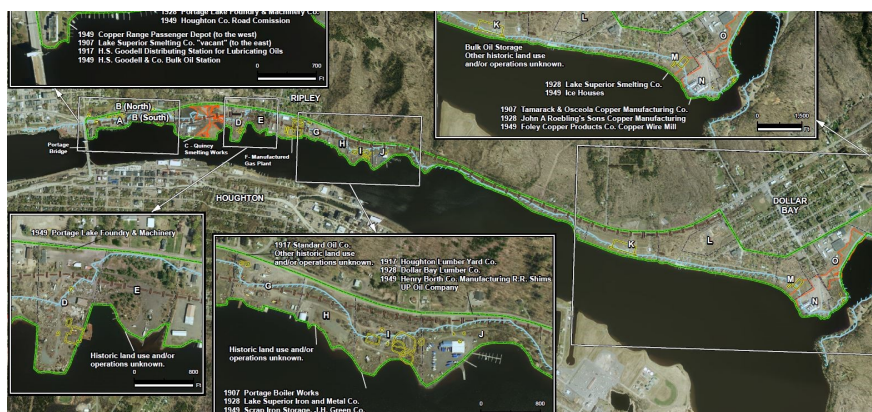 1928 Portage Lake Foundry & Machinery Co.
1949 Houghton Co. Road Comission
1949 Copper Range Passenger Depot (to the west)
1907 Lake Superior Smelting Co. "vacant" (to the east)
1917 H.S. Goodell Distributing Station for Lubricating Oils
1949 H.S. Goodell & Co. Bulk Oil Station
0 700
Ft
K
L
M
O
N
Bulk Oil Storage
Other historic land use
and/or operations unknown.
1928 Lake Superior Smelting Co.
1949 Ice Houses
1907 Tamarack & Osceola Copper Manufacturing Co.
1928 John A Roebling's Sons Copper Manufacturing
1949 Foley Copper Products Co. Copper Wire Mill
0 1,500
Ft
RIPLEY
B (North)
A
B (South)
D
E
G
H
I
J
Portage
Bridge
C - Quincy
Smelting Works
F - Manufactured
Gas Plant
HOUGHTON
DOLLAR
BAY
K
L
M
O
N
1949 Portage Lake Foundry & Machinery
D
E
Historic land use and/or
operations unknown.
0 800
Ft
1917 Standard Oil Co.
Other historic land use
and/or operations unknown.
1917 Houghton Lumber Yard Co.
1928 Dollar Bay Lumber Co.
1949 Henry Borth Co. Manufacturing R.R. Shims
UP Oil Company
G
H
I
J
Historic land use and/or
operations unknown.
1907 Portage Boiler Works
1928 Lake Superior Iron and Metal Co.
1949 Scrap Iron Storage, J.H. Green Co.
0 800